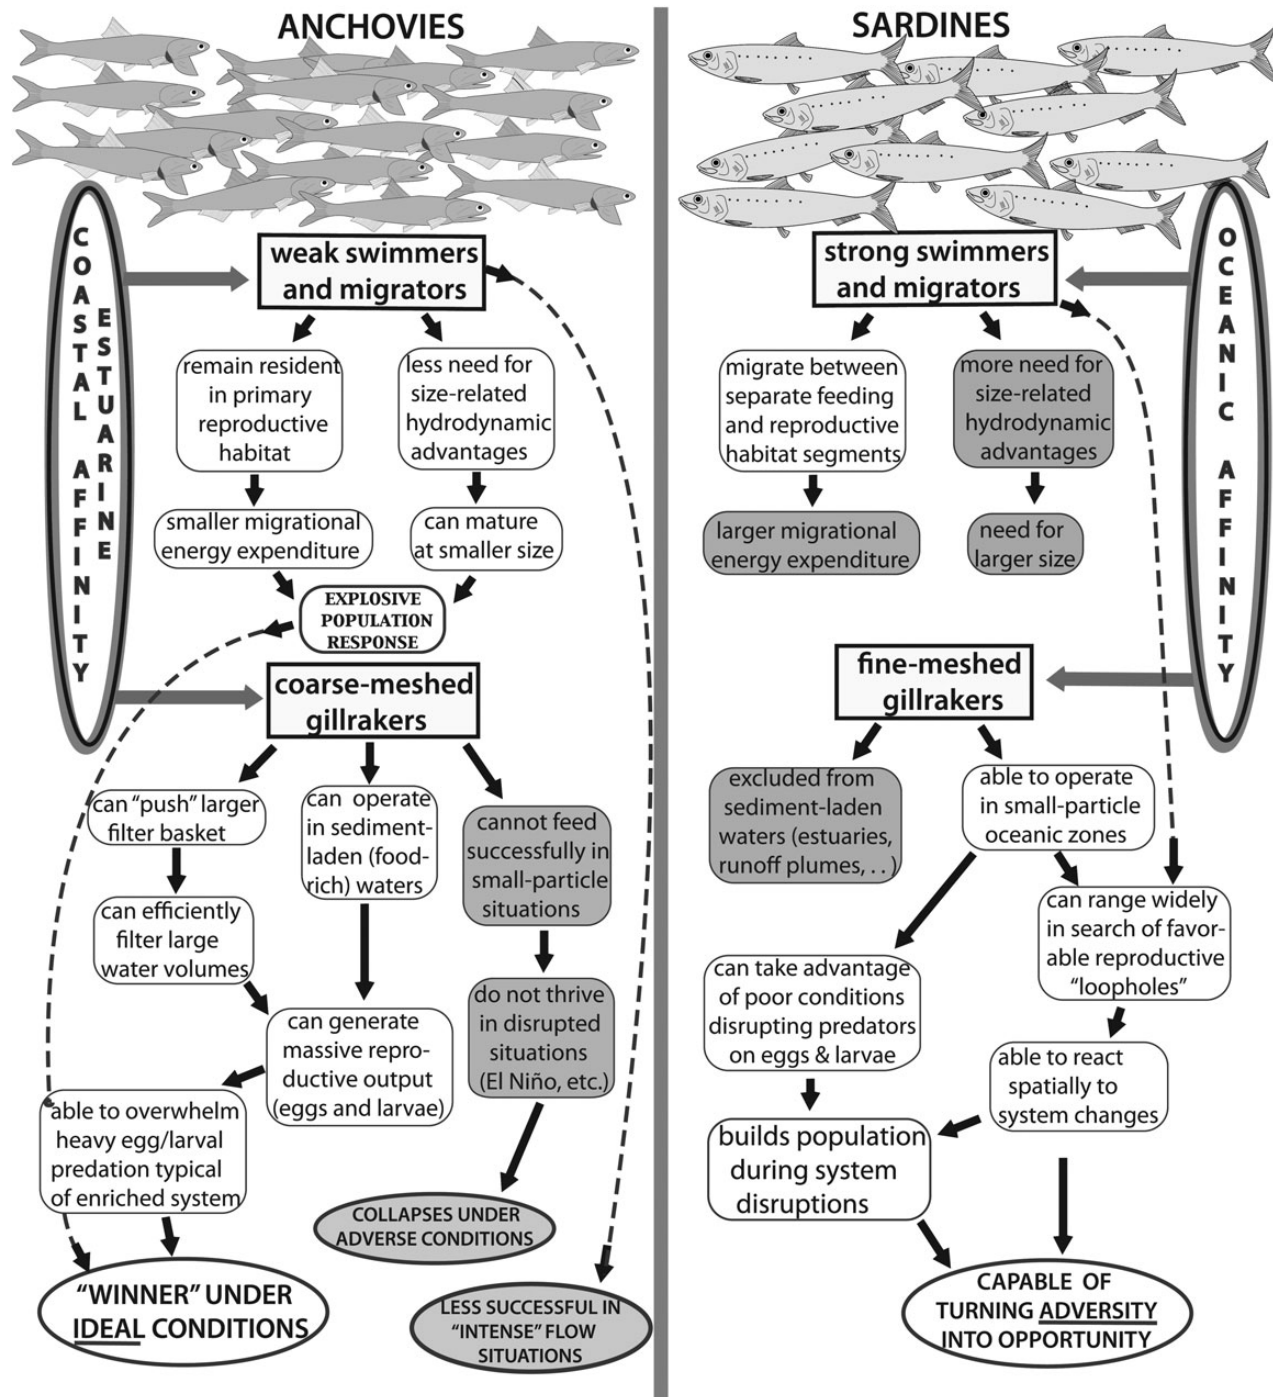 ANCHOVIES
COASTAL AFFINITY
ESTUARINE
weak swimmers
and migrators
remain resident
in primary
reproductive
habitat
less need for
size-related
hydrodynamic
advantages
smaller migrational
energy expenditure
can mature
at smaller size
EXPLOSIVE
POPULATION
RESPONSE
coarse-meshed
gillrakers
can “push” larger
filter basket
can operate
in sediment-
laden (food-
rich) waters
cannot feed
successfully in
small-particle
situations
can efficiently
filter large
water volumes
can generate
massive repro-
ductive output
(eggs and larvae)
do not thrive
in disrupted
situations
(El Niño, etc.)
able to overwhelm
heavy egg/larval
predation typical
of enriched system
COLLAPSES UNDER
ADVERSE CONDITIONS
“WINNER” UNDER
IDEAL CONDITIONS
LESS SUCCESSFUL IN
“INTENSE” FLOW
SITUATIONS
SARDINES
OCEANIC AFFINITY
strong swimmers
and migrators
migrate between
separate feeding
and reproductive
habitat segments
more need for
size-related
hydrodynamic
advantages
larger migrational
energy expenditure
need for
larger size
fine-meshed
gillrakers
excluded from
sediment-laden
waters (estuaries,
runoff plumes, . . )
able to operate
in small-particle
oceanic zones
can range widely
in search of favor-
able reproductive
“loopholes”
can take advantage
of poor conditions
disrupting predators
on eggs & larvae
able to react
spatially to
system changes
builds population
during system
disruptions
CAPABLE OF
TURNING ADVERSITY
INTO OPPORTUNITY